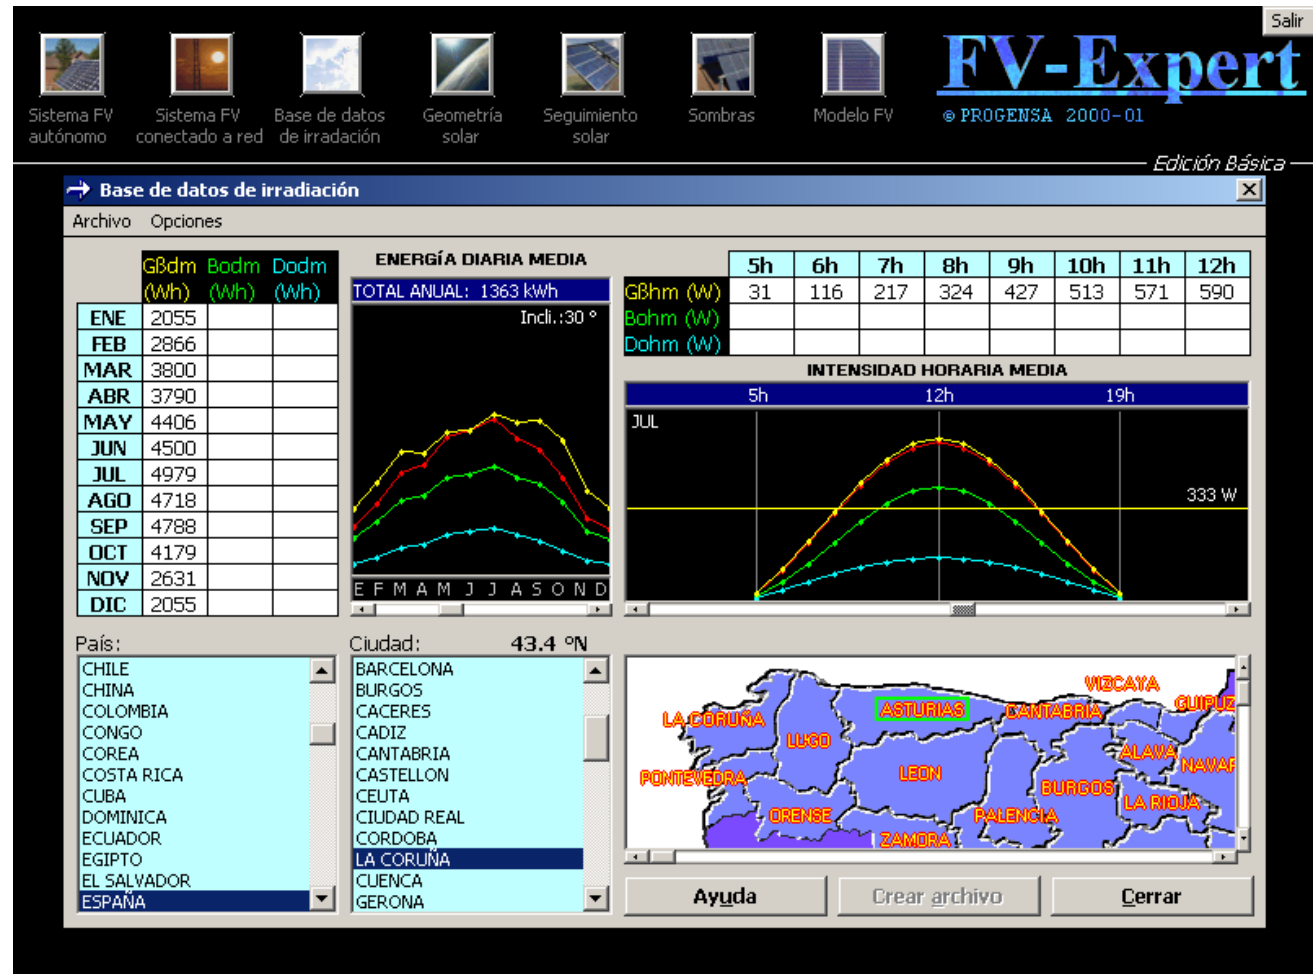 Salir
FV-Expert
© PROGENSA 2000-01
Sistema FV autónomo
Sistema FV conectado a red
Base de datos de irradación
Geometría solar
Seguimiento solar
Sombras
Modelo FV
Edición Básica
Base de datos de irradiación
Archivo Opciones
Gßdm (Wh) Bodm (Wh) Dodm (Wh)
ENE 2055
FEB 2866
MAR 3800
ABR 3790
MAY 4406
JUN 4500
JUL 4979
AGO 4718
SEP 4788
OCT 4179
NOV 2631
DIC 2055
ENERGÍA DIARIA MEDIA
TOTAL ANUAL: 1363 kWh
Incli.:30 º
E F M A M J J A S O N D
5h 6h 7h 8h 9h 10h 11h 12h
Gßhm (W) 31 116 217 324 427 513 571 590
Bohm (W)
Dohm (W)
INTENSIDAD HORARIA MEDIA
5h 12h 19h
JUL
333 W
País:
CHILE
CHINA
COLOMBIA
CONGO
COREA
COSTA RICA
CUBA
DOMINICA
ECUADOR
EGIPTO
EL SALVADOR
ESPAÑA
Ciudad: 43.4 ºN
BARCELONA
BURGOS
CACERES
CADIZ
CANTABRIA
CASTELLON
CEUTA
CIUDAD REAL
CORDOBA
LA CORUÑA
CUENCA
GERONA
VIZCAYA
GUIPUZ
LA CORUÑA
ASTURIAS
CANTABRIA
LUGO
ALAVA
NAVAR
PONTEVEDRA
LEON
BURGOS
LA RIOJA
ORENSE
PALENCIA
ZAMORA
Ayuda
Crear archivo
Cerrar